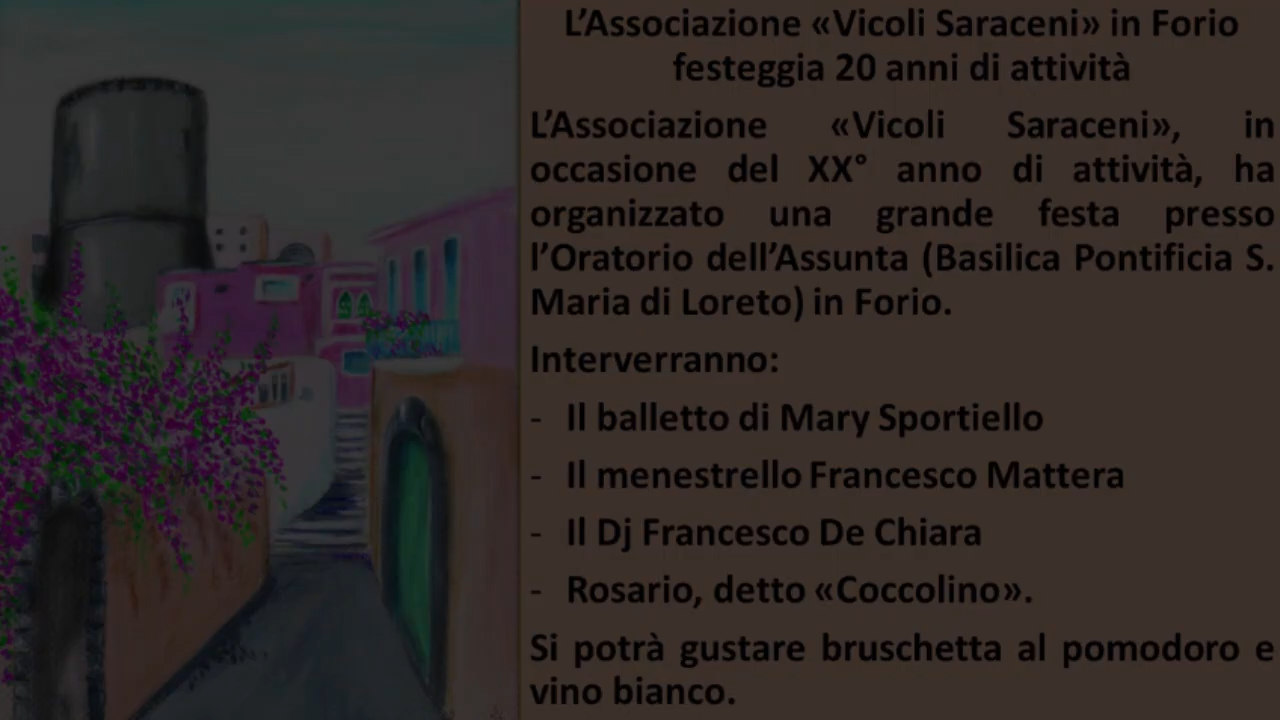 L’Associazione «Vicoli Saraceni» in Forio
festeggia 20 anni di attività
L’Associazione «Vicoli Saraceni», in
occasione del XX° anno di attività, ha
organizzato una grande festa presso
l’Oratorio dell’Assunta (Basilica Pontificia S.
Maria di Loreto) in Forio.
Interverranno:
- Il balletto di Mary Sportiello
- Il menestrello Francesco Mattera
- Il Dj Francesco De Chiara
- Rosario, detto «Coccolino».
Si potrà gustare bruschetta al pomodoro e
vino bianco.